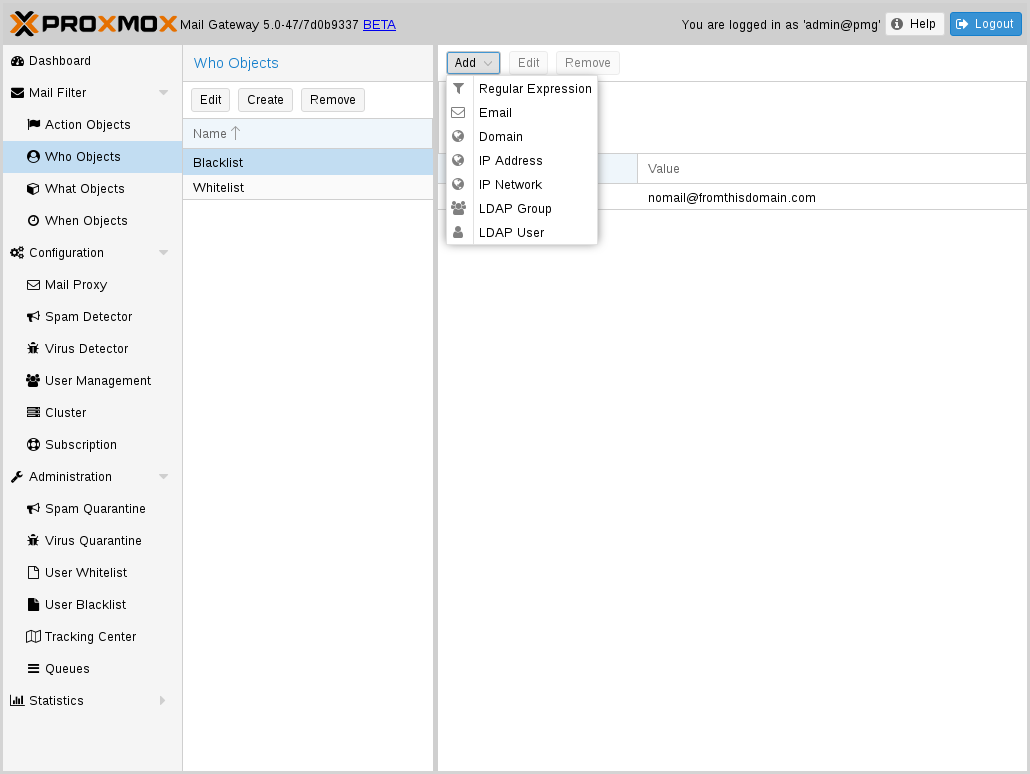 PROXMOX Mail Gateway 5.0-47/7d0b9337 BETA You are logged in as 'admin@pmg' Help Logout
Dashboard
Mail Filter
Action Objects
Who Objects
What Objects
When Objects
Configuration
Mail Proxy
Spam Detector
Virus Detector
User Management
Cluster
Subscription
Administration
Spam Quarantine
Virus Quarantine
User Whitelist
User Blacklist
Tracking Center
Queues
Statistics
Who Objects
Edit Create Remove
Name
Blacklist
Whitelist
Add Edit Remove
Regular Expression
Email
Domain
IP Address
IP Network
LDAP Group
LDAP User
Value
nomail@fromthisdomain.com